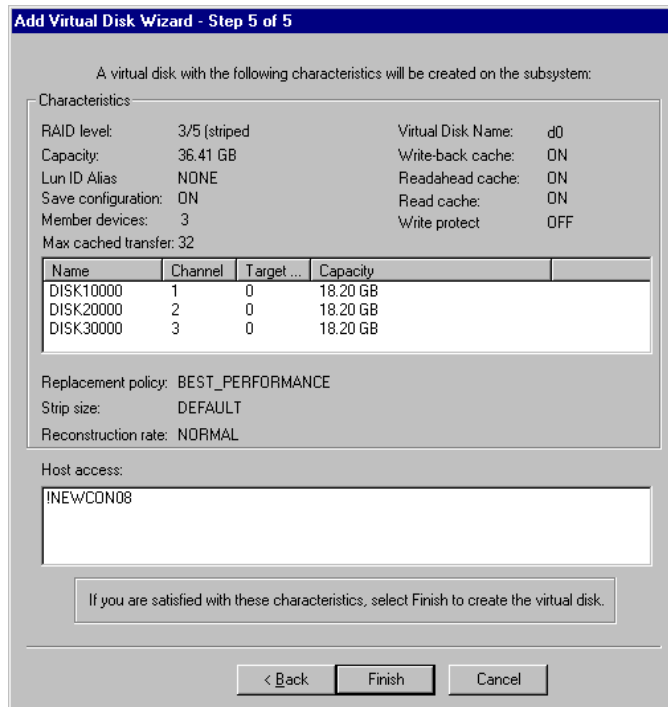 Add Virtual Disk Wizard - Step 5 of 5
A virtual disk with the following characteristics will be created on the subsystem:
Characteristics
RAID level: 3/5 (striped Virtual Disk Name: d0
Capacity: 36.41 GB Write-back cache: ON
Lun ID Alias NONE Readahead cache: ON
Save configuration: ON Read cache: ON
Member devices: 3 Write protect OFF
Max cached transfer: 32
Name Channel Target ... Capacity
DISK10000 1 0 18.20 GB
DISK20000 2 0 18.20 GB
DISK30000 3 0 18.20 GB
Replacement policy: BEST_PERFORMANCE
Strip size: DEFAULT
Reconstruction rate: NORMAL
Host access:
!NEWCON08
If you are satisfied with these characteristics, select Finish to create the virtual disk.
< Back Finish Cancel